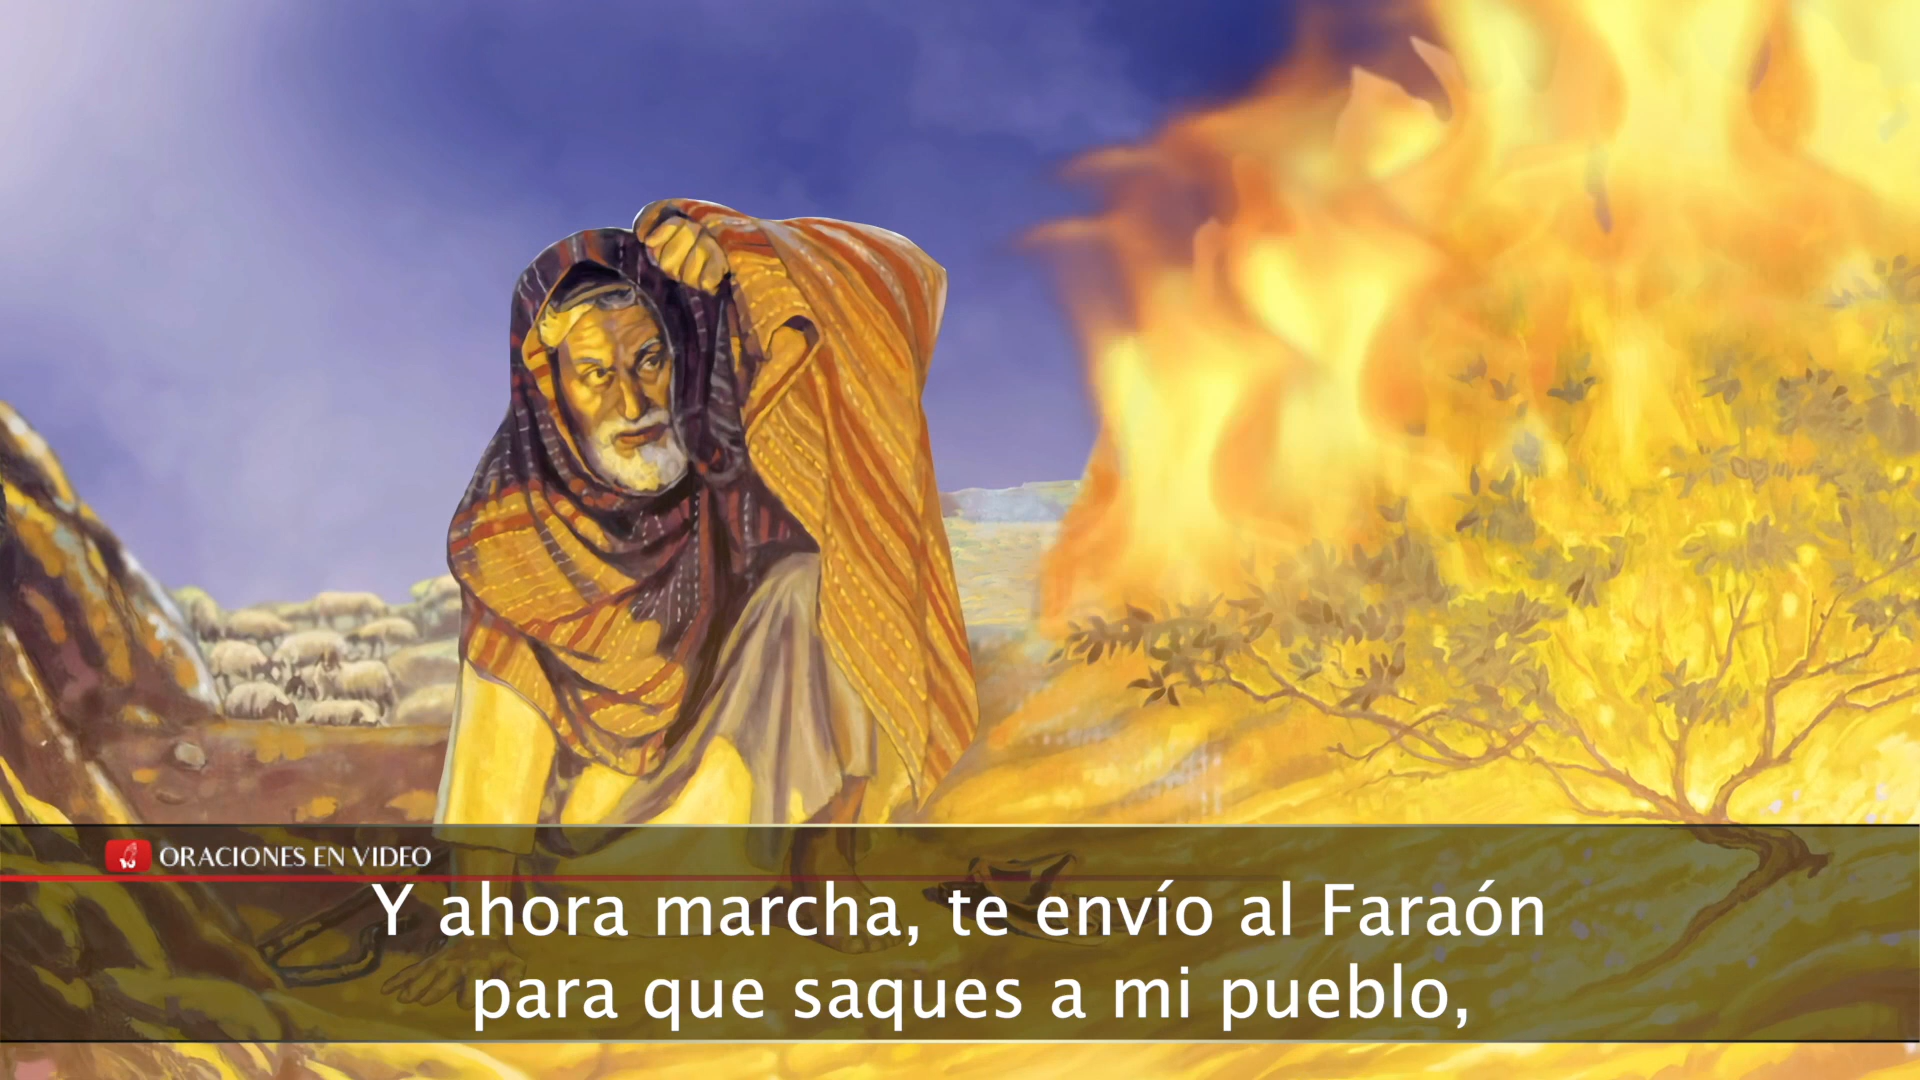 ORACIONES EN VIDEO
Y ahora marcha, te envío al Faraón
para que saques a mi pueblo,